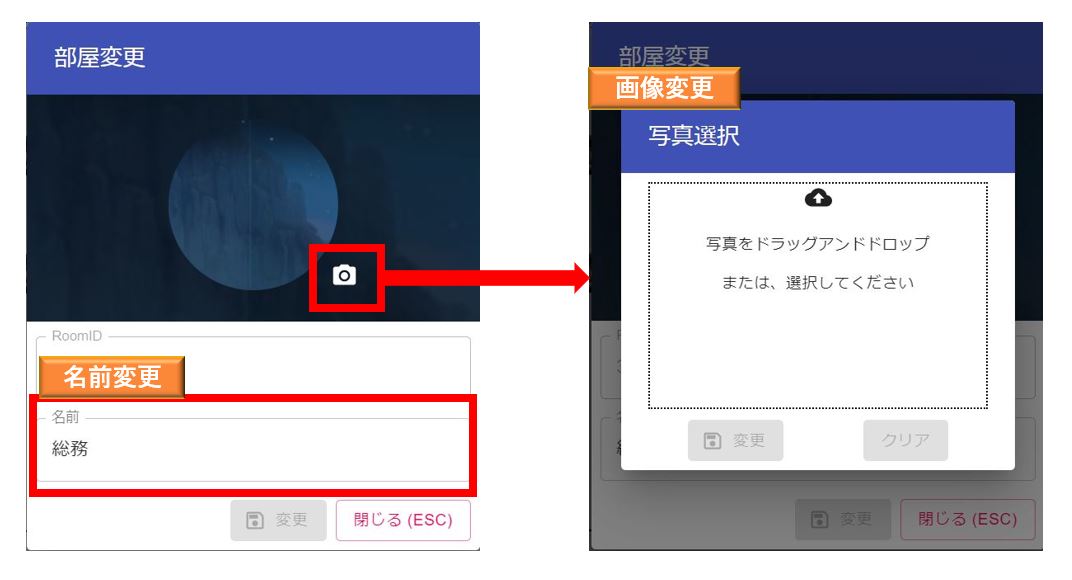 部屋変更
RoomID
名前変更
名前
総務
変更
閉じる (ESC)
部屋変更
画像変更
写真選択
写真をドラッグアンドドロップ
または、選択してください
変更
クリア
変更
閉じる (ESC)